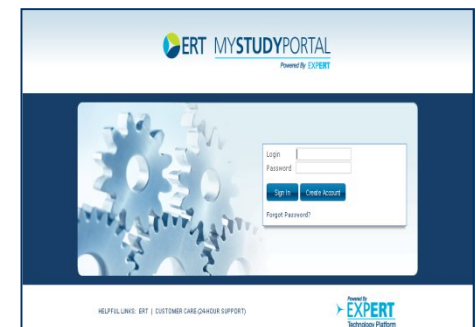 ERT MYSTUDYPORTAL
Powered By EXPERT
Login
Password
Sign In Create Account
Forgot Password?
HELPFUL LINKS: ERT | CUSTOMER CARE (24-HOUR SUPPORT)
Powered By
EXPERT
Technology Platform